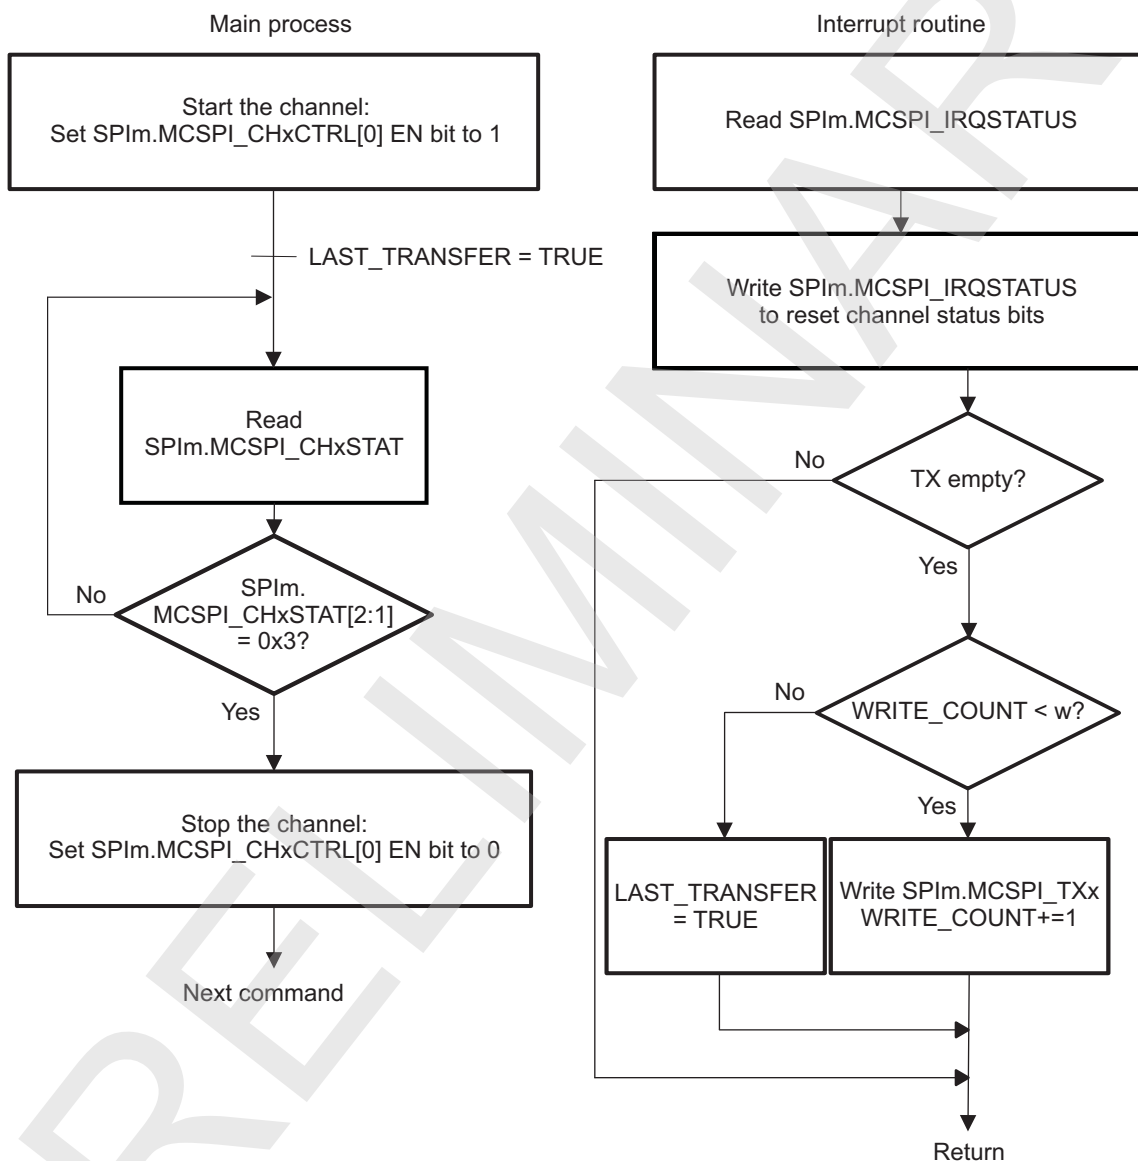 Main process
Start the channel:
Set SPIm.MCSPI_CHxCTRL[0] EN bit to 1
LAST_TRANSFER = TRUE
Read
SPIm.MCSPI_CHxSTAT
No
SPIm.
MCSPI_CHxSTAT[2:1]
= 0x3?
Yes
Stop the channel:
Set SPIm.MCSPI_CHxCTRL[0] EN bit to 0
Next command
Interrupt routine
Read SPIm.MCSPI_IRQSTATUS
Write SPIm.MCSPI_IRQSTATUS
to reset channel status bits
No
TX empty?
Yes
No
WRITE_COUNT < w?
Yes
LAST_TRANSFER
= TRUE
Write SPIm.MCSPI_TXx
WRITE_COUNT+=1
Return
RELIMINAR